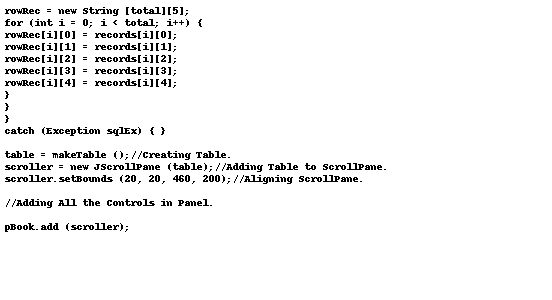 rowRec = new String [total][5];
for (int i = 0; i < total; i++) {
rowRec[i][0] = records[i][0];
rowRec[i][1] = records[i][1];
rowRec[i][2] = records[i][2];
rowRec[i][3] = records[i][3];
rowRec[i][4] = records[i][4];
}
}
}
catch (Exception sqlEx) { }
table = makeTable ();//Creating Table.
scroller = new JScrollPane (table);//Adding Table to ScrollPane.
scroller.setBounds (20, 20, 460, 200);//Aligning ScrollPane.
//Adding All the Controls in Panel.
pBook.add (scroller);